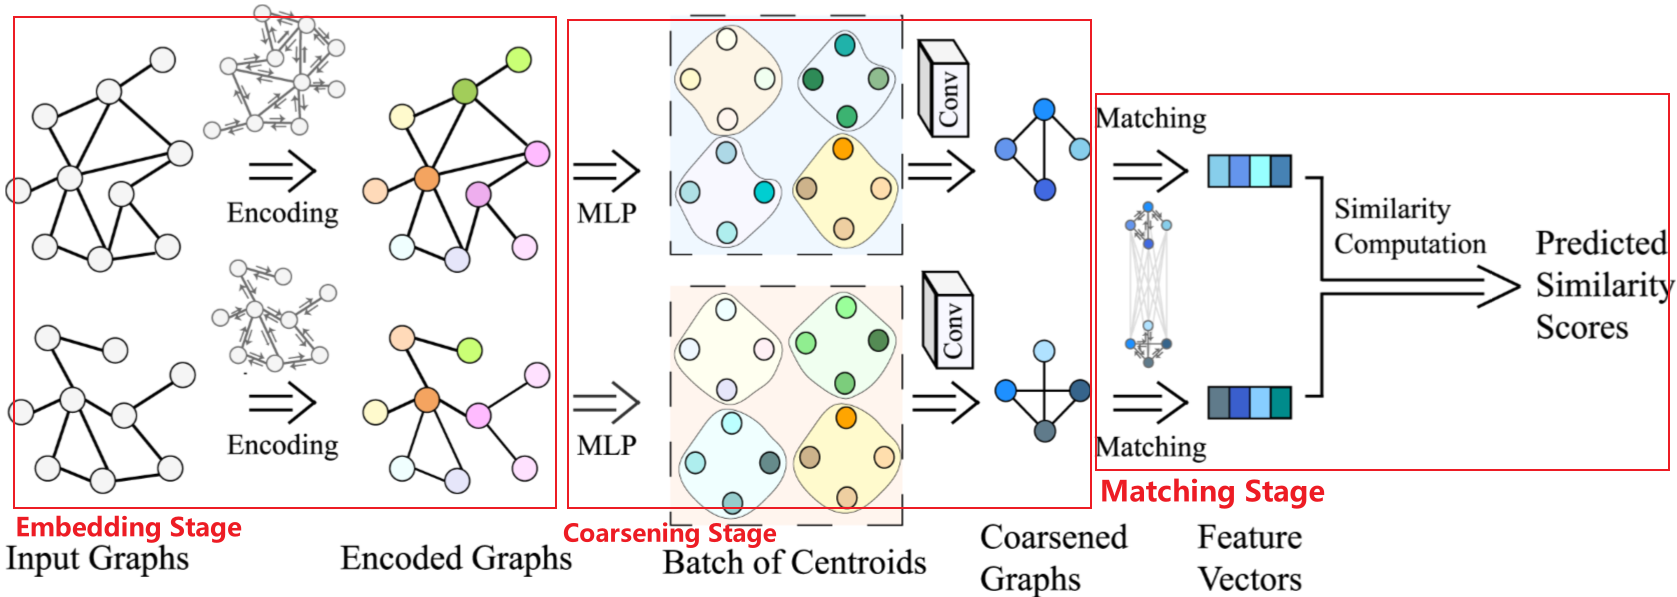 Encoding
MLP
Conv
Matching
Similarity
Computation
Predicted
Similarity
Scores
Encoding
MLP
Conv
Matching
Embedding Stage
Coarsening Stage
Matching Stage
Input Graphs
Encoded Graphs
Batch of Centroids
Coarsened
Graphs
Feature
Vectors